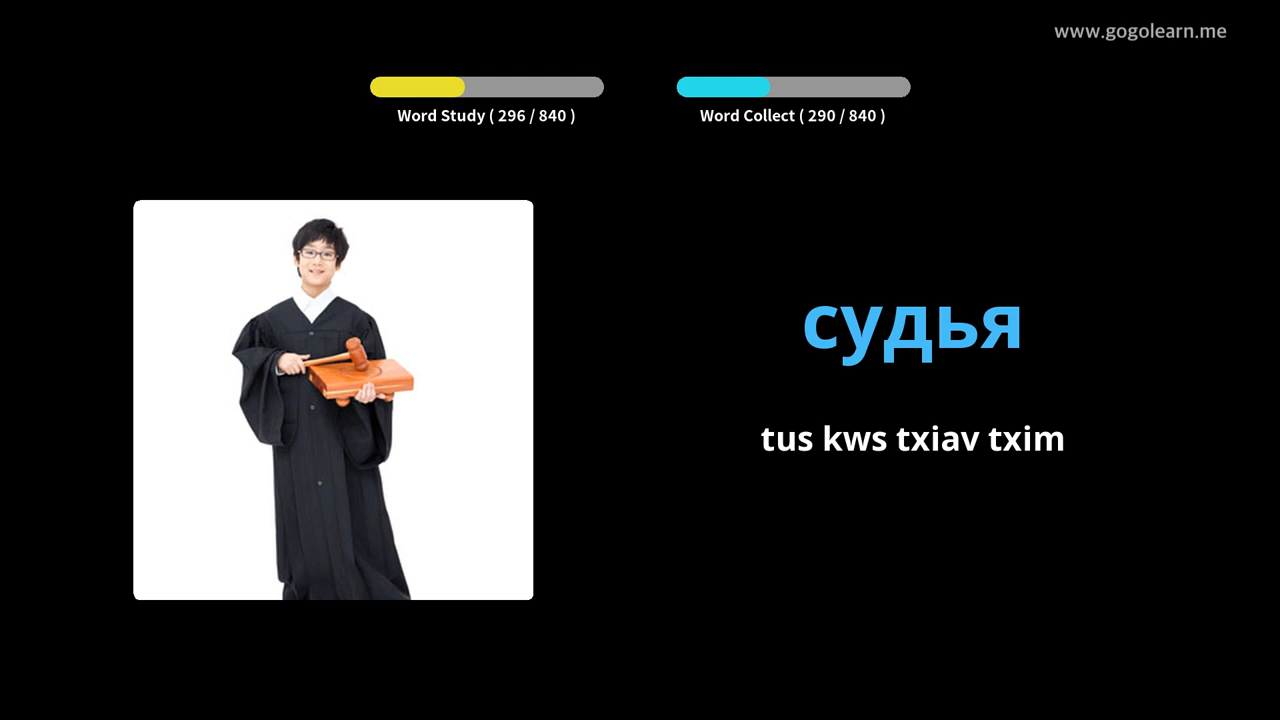 www.gogolearn.me
Word Study ( 296 / 840 )
Word Collect ( 290 / 840 )
судья
tus kws txiav txim